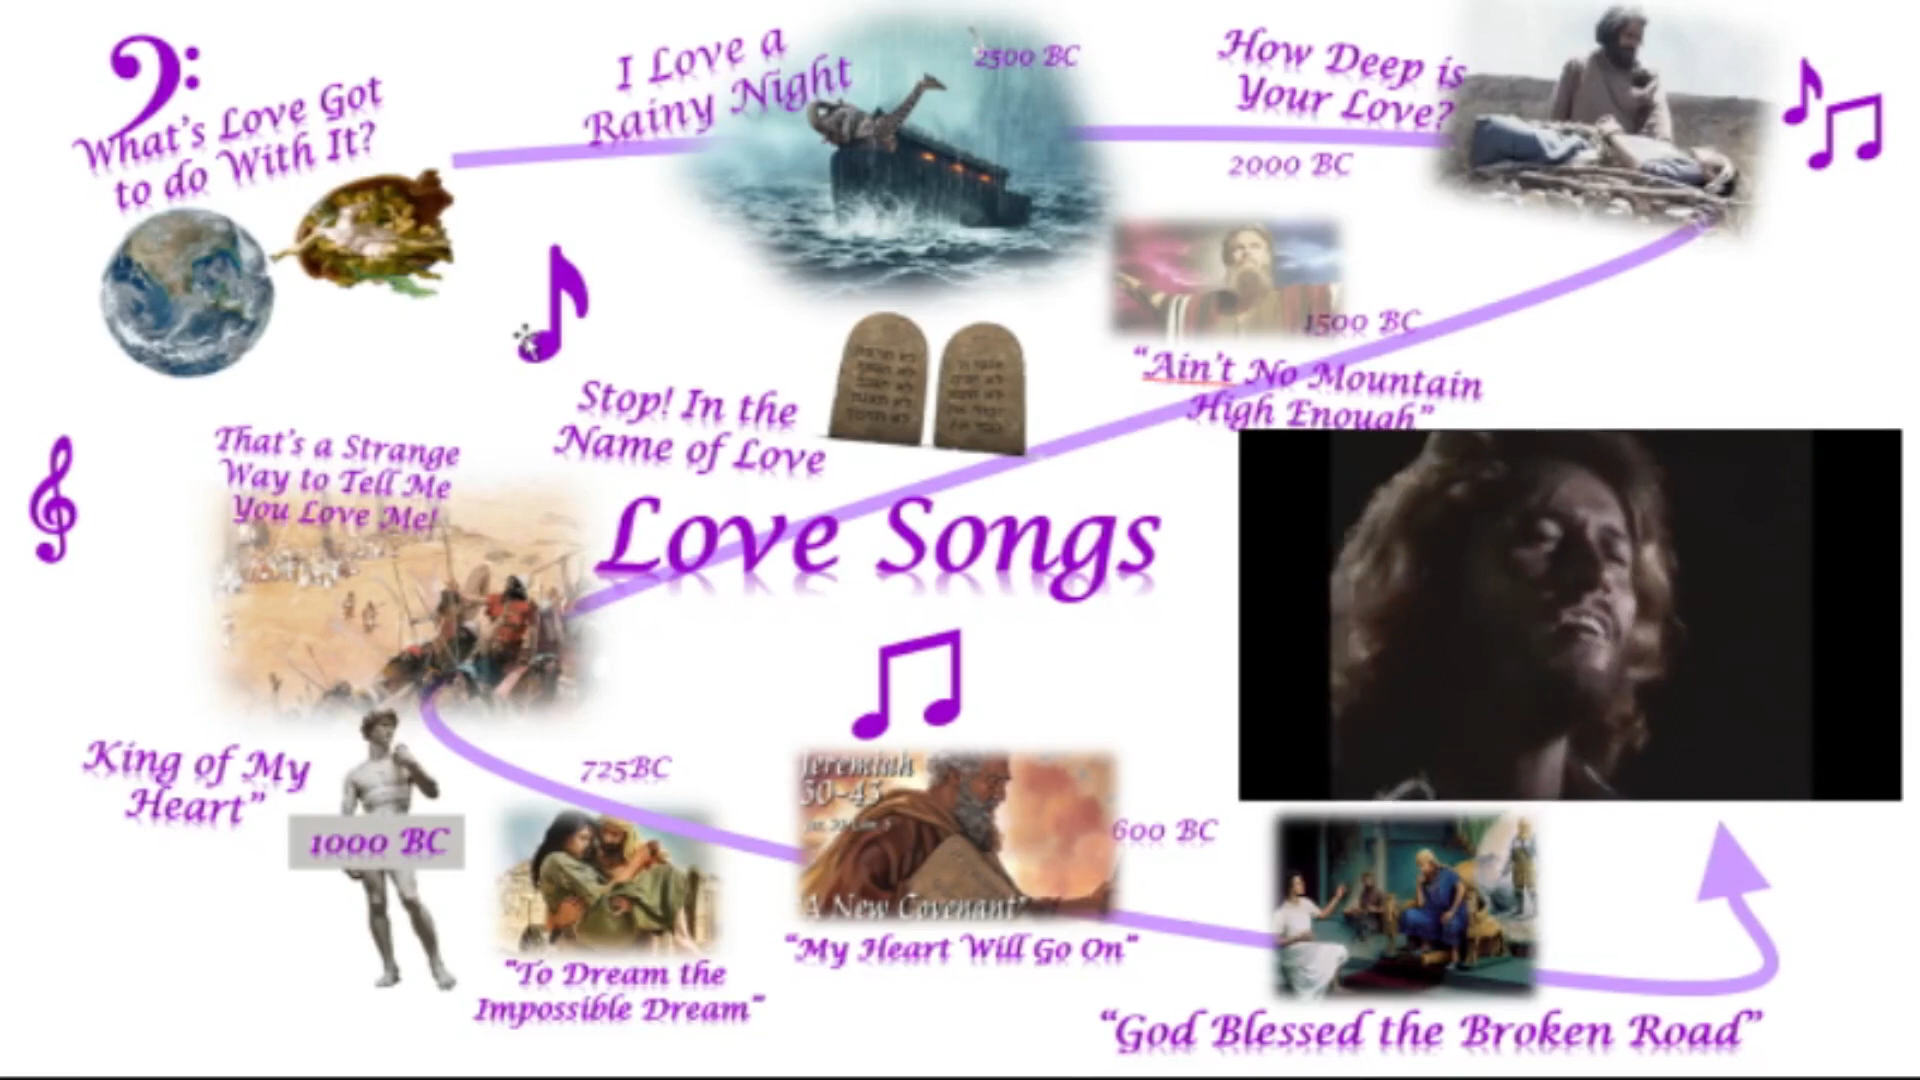 What's Love Got
to do With It?
I Love a
Rainy Night
2500 BC
How Deep is
Your Love?
2000 BC
1500 BC
"Ain't No Mountain
High Enough"
Stop! In the
Name of Love
That's a Strange
Way to Tell Me
You Love Me!
Love Songs
King of My
Heart"
1000 BC
725BC
"To Dream the
Impossible Dream"
Jeremiah
30-43
A New Covenant?
600 BC
"My Heart Will Go On"
"God Blessed the Broken Road"